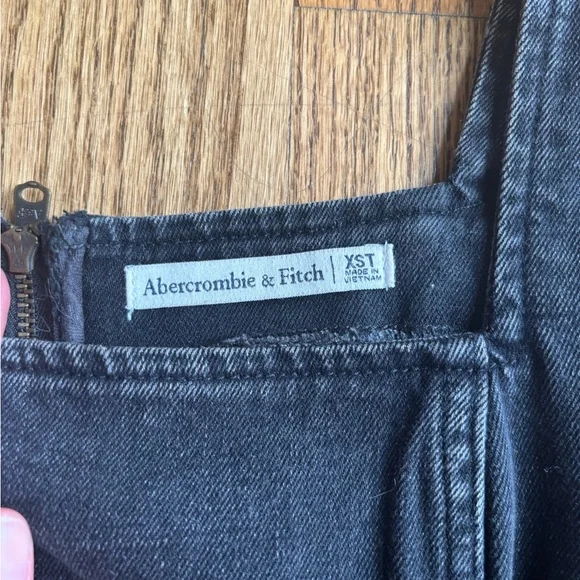 Abercrombie & Fitch | XST
MADE IN
VIETNAM